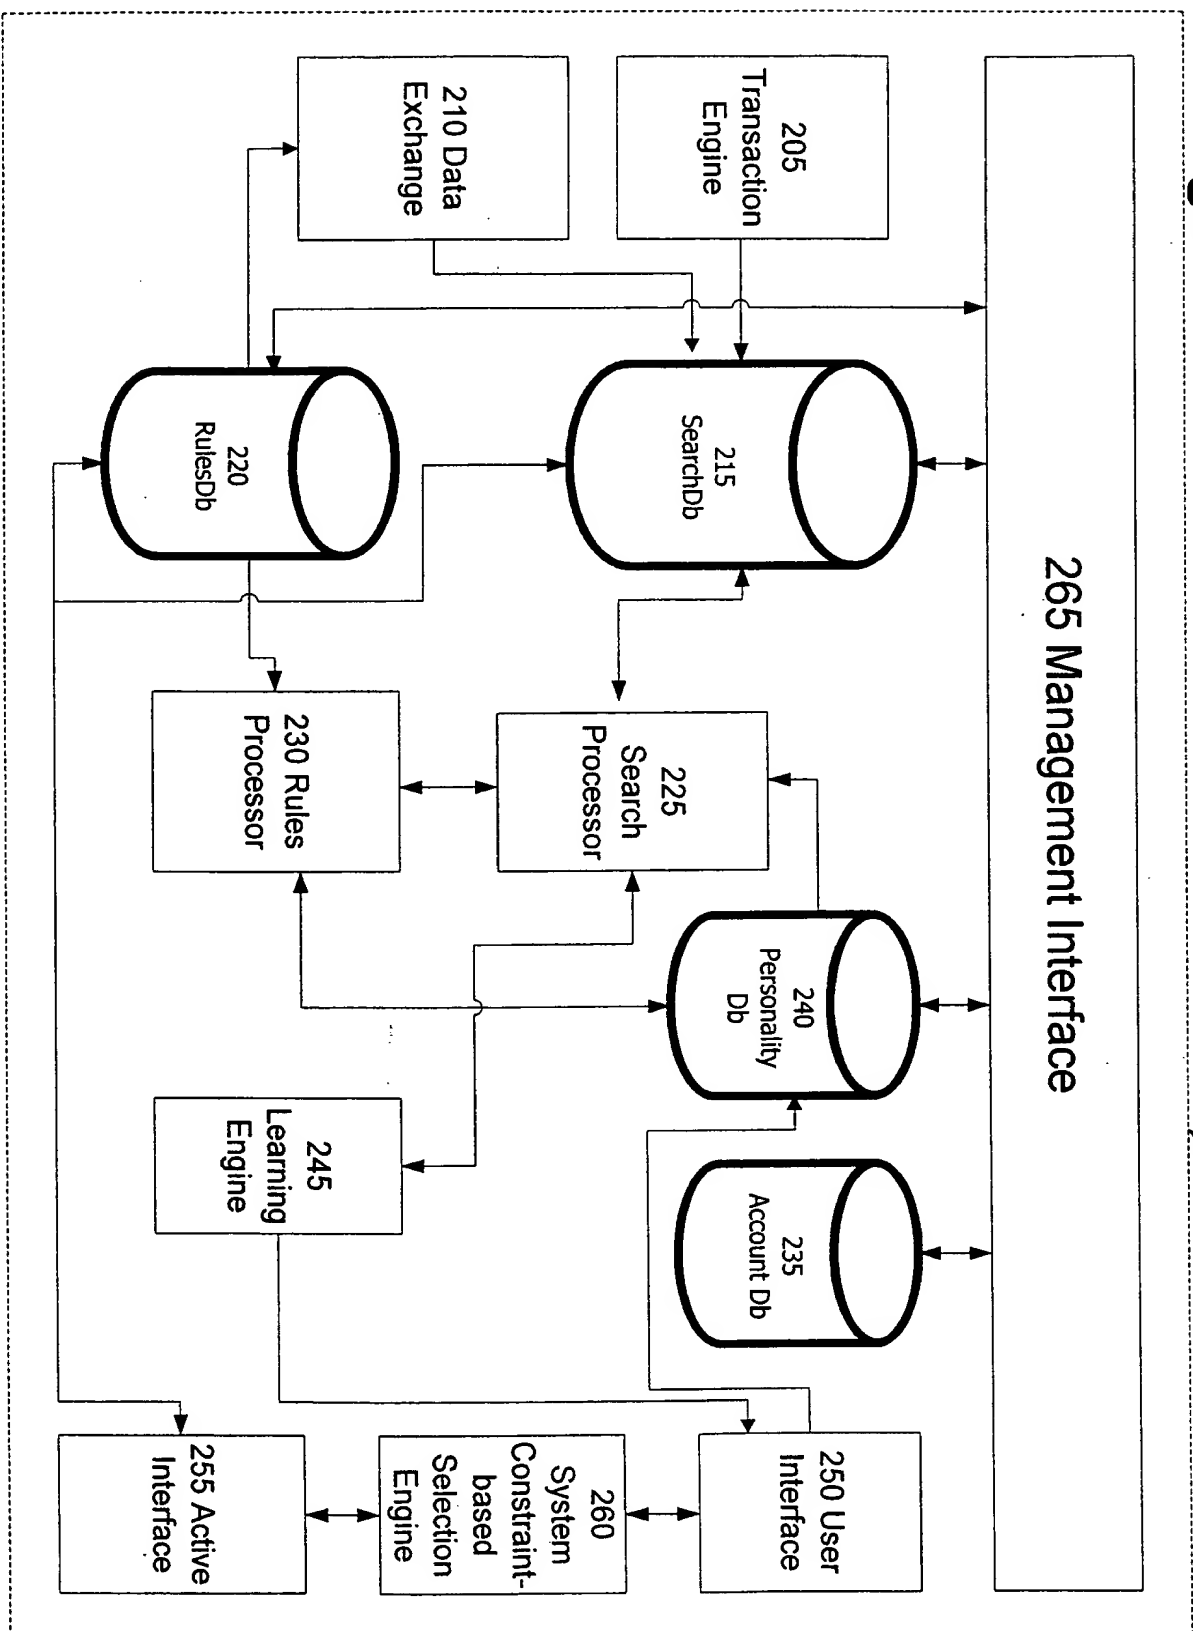 265 Management Interface
205
Transaction
Engine
210 Data
Exchange
215
SearchDb
220
RulesDb
225
Search
Processor
230 Rules
Processor
240
Personality
Db
235
Account Db
245
Learning
Engine
250 User
Interface
260
System
Constraint-
based
Selection
Engine
255 Active
Interface